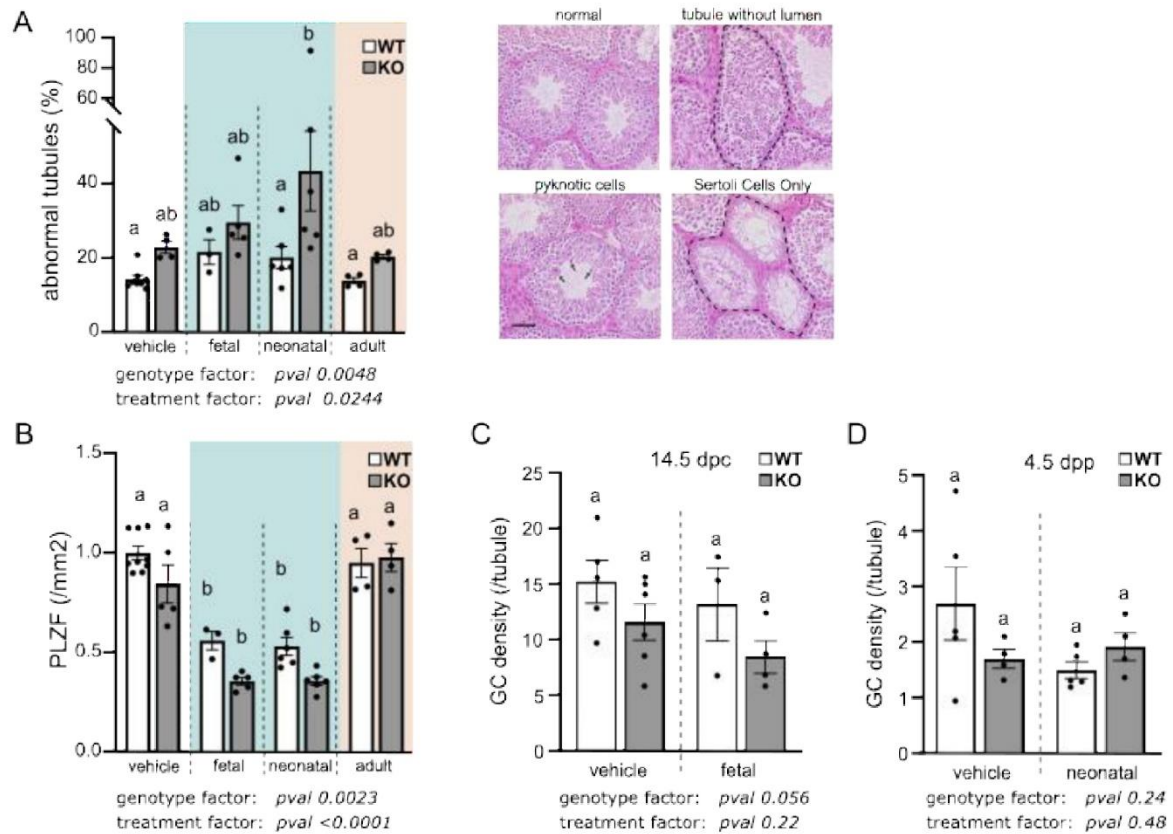 A
abnormal tubules (%)
100
80
60
40
20
0
WT
KO
a
ab
ab
ab
a
b
a
ab
vehicle
fetal
neonatal
adult
genotype factor: pval 0.0048
treatment factor: pval 0.0244
normal
tubule without lumen
pyknotic cells
Sertoli Cells Only
B
PLZF (/mm2)
1.5
1.0
0.5
0.0
WT
KO
a
a
b
b
b
b
a
a
vehicle
fetal
neonatal
adult
genotype factor: pval 0.0023
treatment factor: pval <0.0001
C
14.5 dpc
WT
KO
GC density (/tubule)
25
20
15
10
5
0
a
a
a
a
vehicle
fetal
genotype factor: pval 0.056
treatment factor: pval 0.22
D
4.5 dpp
WT
KO
GC density (/tubule)
5
4
3
2
1
0
a
a
a
a
vehicle
neonatal
genotype factor: pval 0.24
treatment factor: pval 0.48